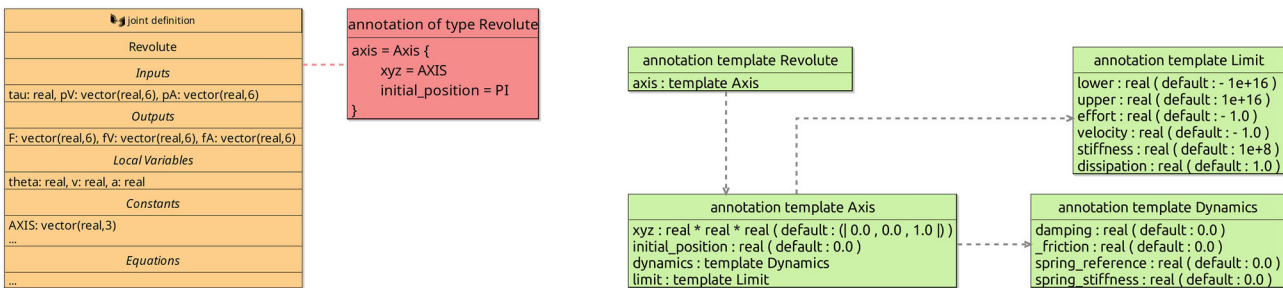 joint definition
Revolute
Inputs
tau: real, pV: vector(real,6), pA: vector(real,6)
Outputs
F: vector(real,6), fV: vector(real,6), fA: vector(real,6)
Local Variables
theta: real, v: real, a: real
Constants
AXIS: vector(real,3)
...
Equations
...
annotation of type Revolute
axis = Axis {
xyz = AXIS
initial_position = PI
}
annotation template Revolute
axis : template Axis
annotation template Limit
lower : real ( default : - 1e+16 )
upper : real ( default : 1e+16 )
effort : real ( default : - 1.0 )
velocity : real ( default : - 1.0 )
stiffness : real ( default : 1e+8 )
dissipation : real ( default : 1.0 )
annotation template Axis
xyz : real * real * real ( default : (| 0.0 , 0.0 , 1.0 |) )
initial_position : real ( default : 0.0 )
dynamics : template Dynamics
limit : template Limit
annotation template Dynamics
damping : real ( default : 0.0 )
_friction : real ( default : 0.0 )
spring_reference : real ( default : 0.0 )
spring_stiffness : real ( default : 0.0 )